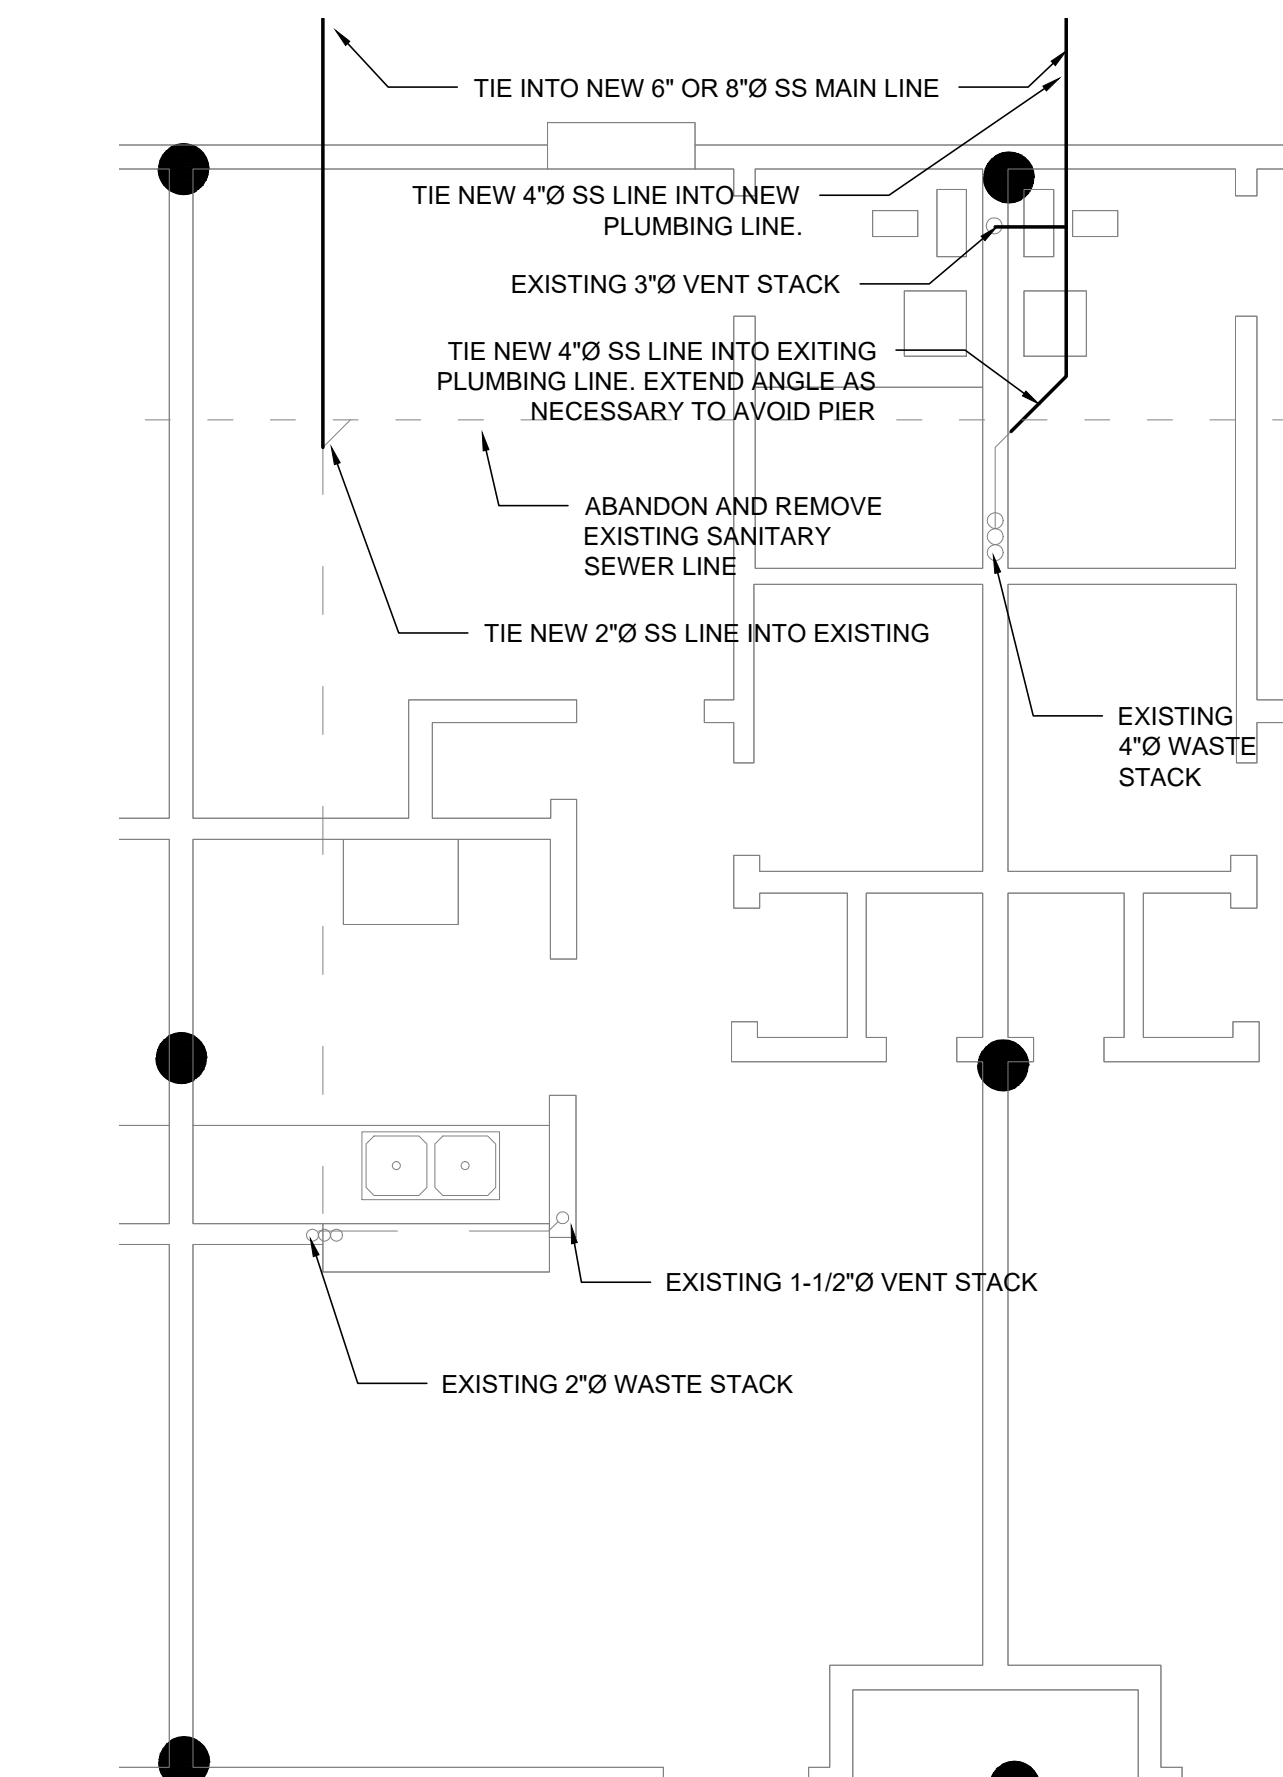 TIE INTO NEW 6" OR 8"Ø SS MAIN LINE
TIE NEW 4"Ø SS LINE INTO NEW
PLUMBING LINE.
EXISTING 3"Ø VENT STACK
TIE NEW 4"Ø SS LINE INTO EXITING
PLUMBING LINE. EXTEND ANGLE AS
NECESSARY TO AVOID PIER
ABANDON AND REMOVE
EXISTING SANITARY
SEWER LINE
TIE NEW 2"Ø SS LINE INTO EXISTING
EXISTING
4"Ø WASTE
STACK
EXISTING 1-1/2"Ø VENT STACK
EXISTING 2"Ø WASTE STACK